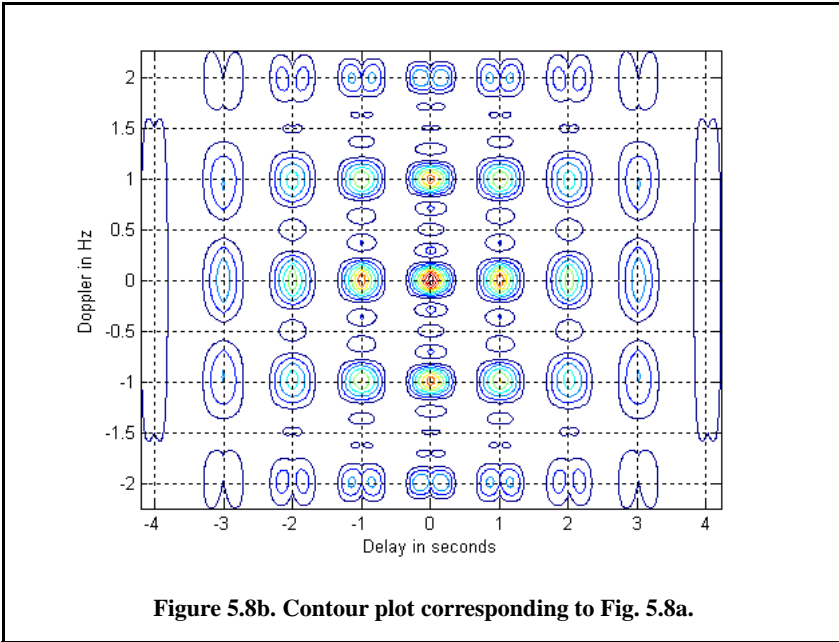 2
1.5
1
0.5
0
-0.5
-1
-1.5
-2
Doppler in Hz
-4 -3 -2 -1 0 1 2 3 4
Delay in seconds
Figure 5.8b. Contour plot corresponding to Fig. 5.8a.